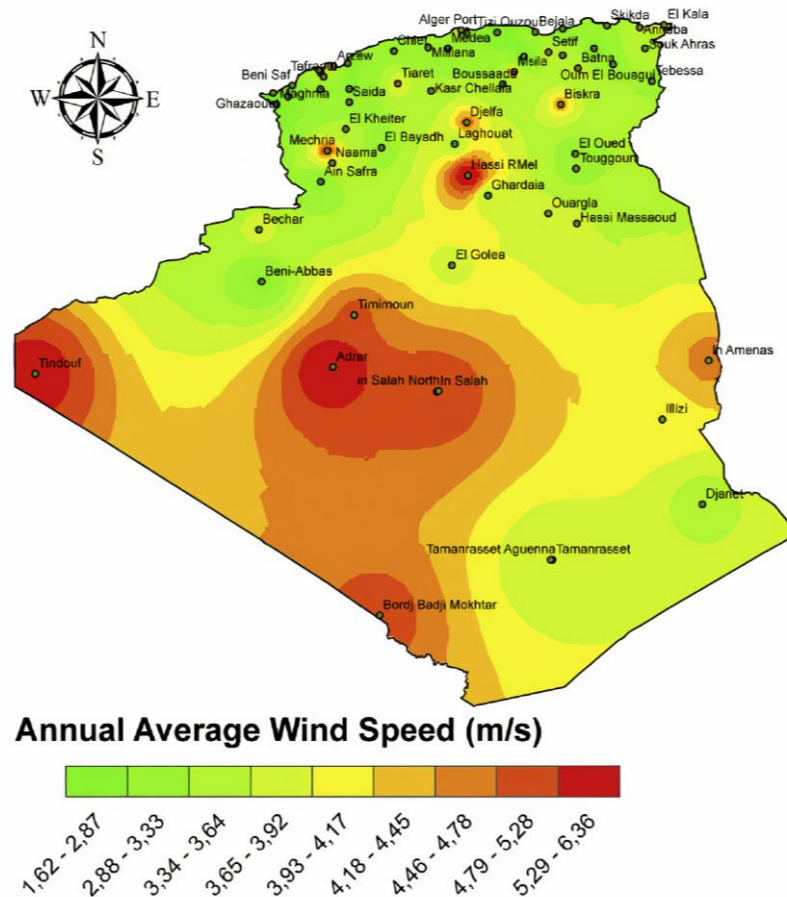 Alger Port
Tizi Ouzou
Bejaia
Skikda
El Kala
Annaba
Souk Ahras
Medea
Chlef
Miliana
Setif
Batna
Tafraoui
Arzew
Msila
Beni Saf
Tiaret
Boussaada
Oum El Bouagui
Tebessa
Ghazaouet
Maghnia
Saida
Kasr Chellala
Biskra
El Kheiter
Djelfa
Mechria
Naama
El Bayadh
Laghouat
El Oued
Ain Safra
Hassi RMel
Touggourt
Ghardaia
Bechar
Ouargla
Hassi Massaoud
El Golea
Beni-Abbas
Timimoun
Tindouf
Adrar
In Salah North
In Salah
In Amenas
Illizi
Djanet
Tamanrasset Aguenna
Tamanrasset
Bordj Badji Mokhtar
N
W
E
S
Annual Average Wind Speed (m/s)
1,62 - 2,87
2,88 - 3,33
3,34 - 3,64
3,65 - 3,92
3,93 - 4,17
4,18 - 4,45
4,46 - 4,78
4,79 - 5,28
5,29 - 6,36